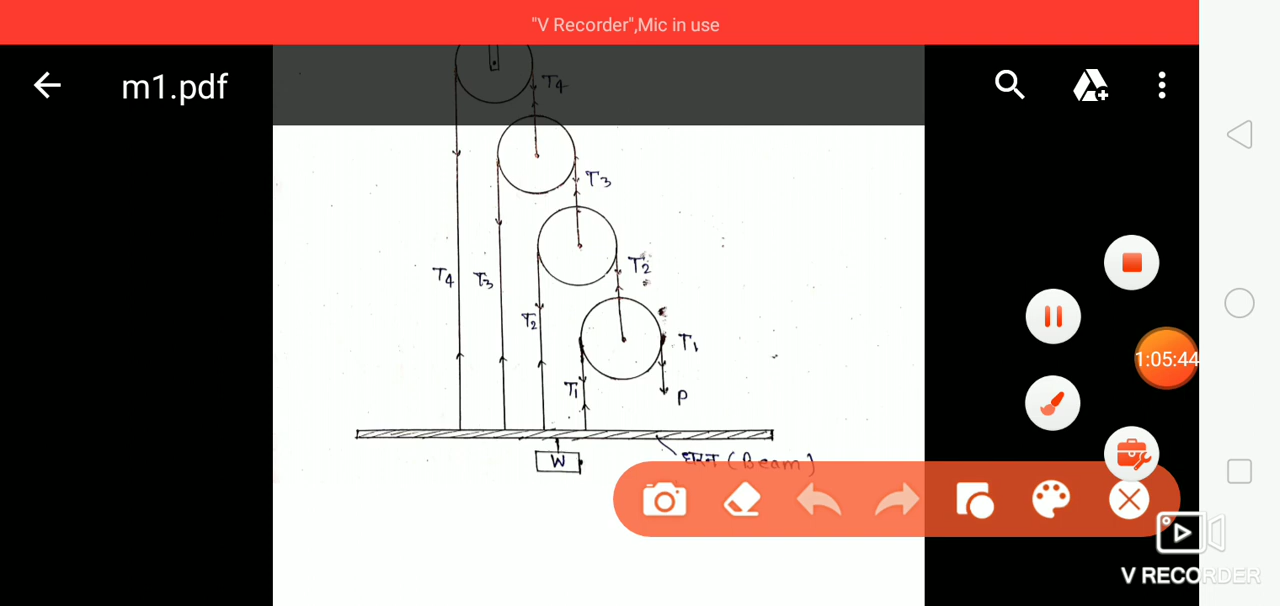 "V Recorder",Mic in use
m1.pdf
T4
T3
T2
T4 T3
T2
T1
1:05:44
T1
P
W
धरन (Beam)
V RECORDER